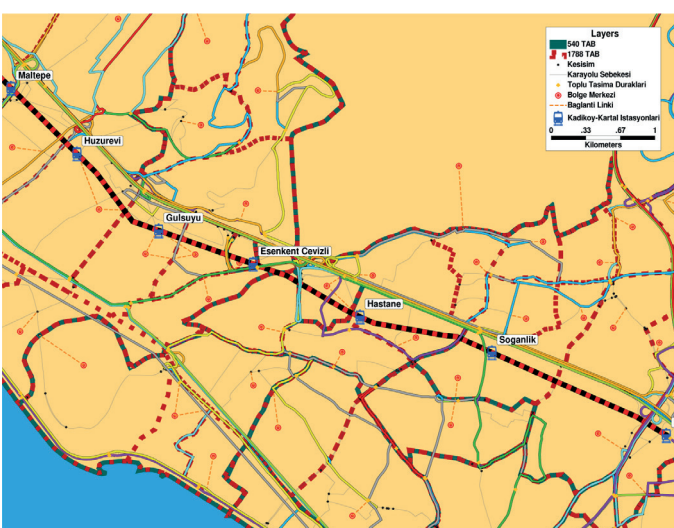 Layers
540 TAB
1788 TAB
Kesisim
Karayolu Sebekesi
Toplu Tasima Duraklari
Bolge Merkezi
Baglanti Linki
Kadikoy-Kartal Istasyonlari
0 .33 .67 1
Kilometers
Maltepe
Huzurevi
Gulsuyu
Esenkent Cevizli
Hastane
Soganlik